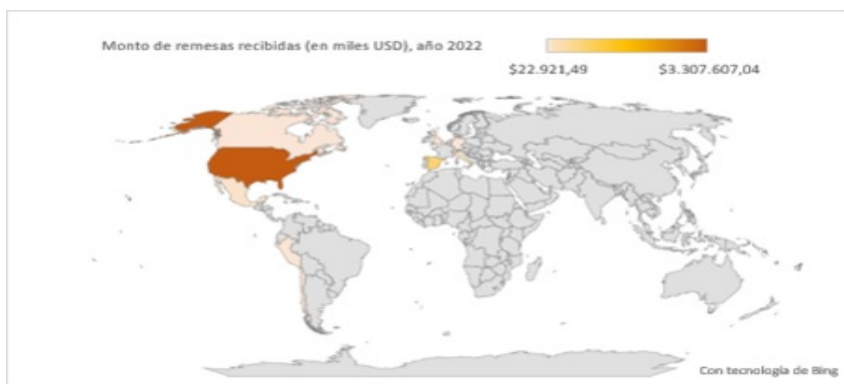 Monto de remesas recibidas (en miles USD), año 2022
$22.921,49 $3.307.607,04
Con tecnología de Bing